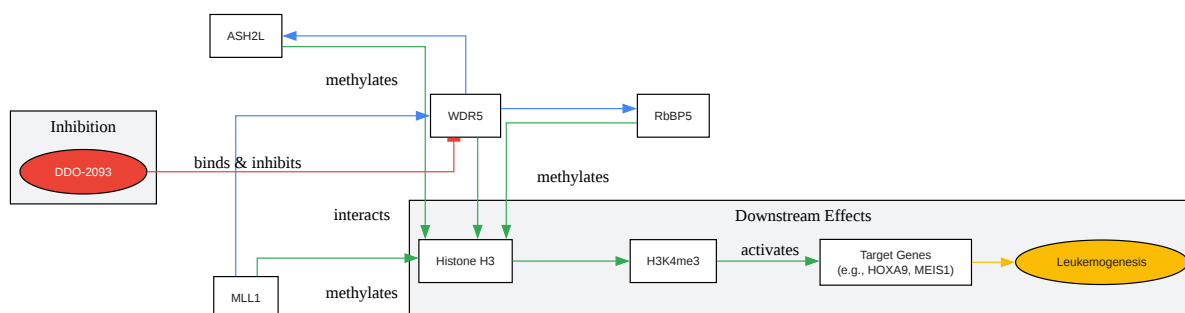 ASH2L
methylates
WDR5
RbBP5
Inhibition
DDO-2093
binds & inhibits
methylates
interacts
Downstream Effects
Histone H3
H3K4me3
activates
Target Genes
(e.g., HOXA9, MEIS1)
Leukemogenesis
MLL1
methylates